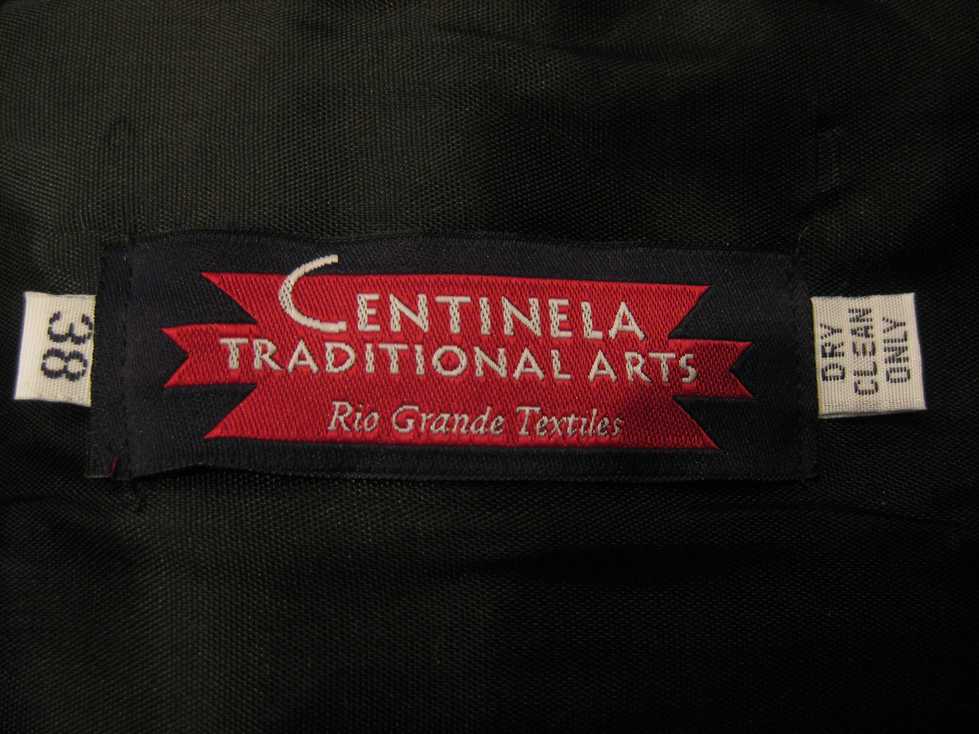 38
CENTINELA
TRADITIONAL ARTS
Rio Grande Textiles
DRY
CLEAN
ONLY